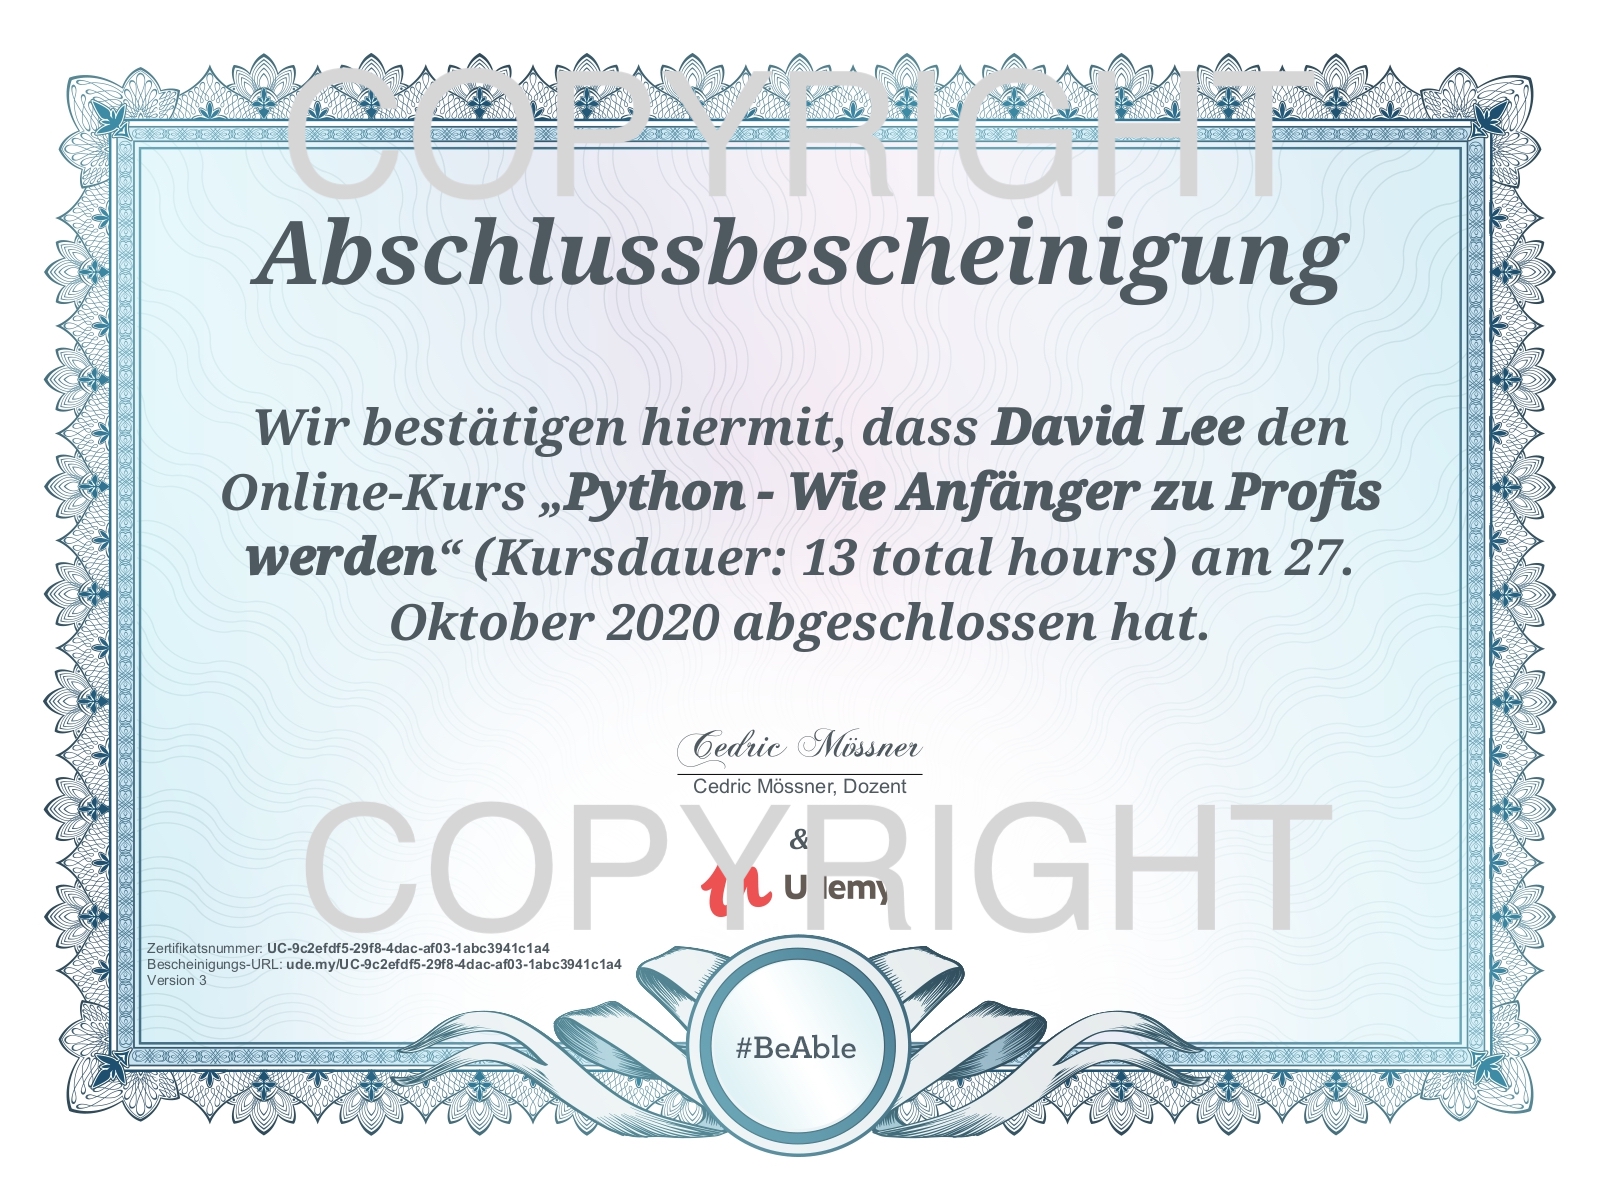 COPYRIGHT
Abschlussbescheinigung
Wir bestätigen hiermit, dass David Lee den
Online-Kurs „Python - Wie Anfänger zu Profis
werden“ (Kursdauer: 13 total hours) am 27.
Oktober 2020 abgeschlossen hat.
Cedric Mössner
Cedric Mössner, Dozent
COPYRIGHT
&
Udemy
Zertifikatsnummer: UC-9c2efdf5-29f8-4dac-af03-1abc3941c1a4
Bescheinigungs-URL: ude.my/UC-9c2efdf5-29f8-4dac-af03-1abc3941c1a4
Version 3
#BeAble